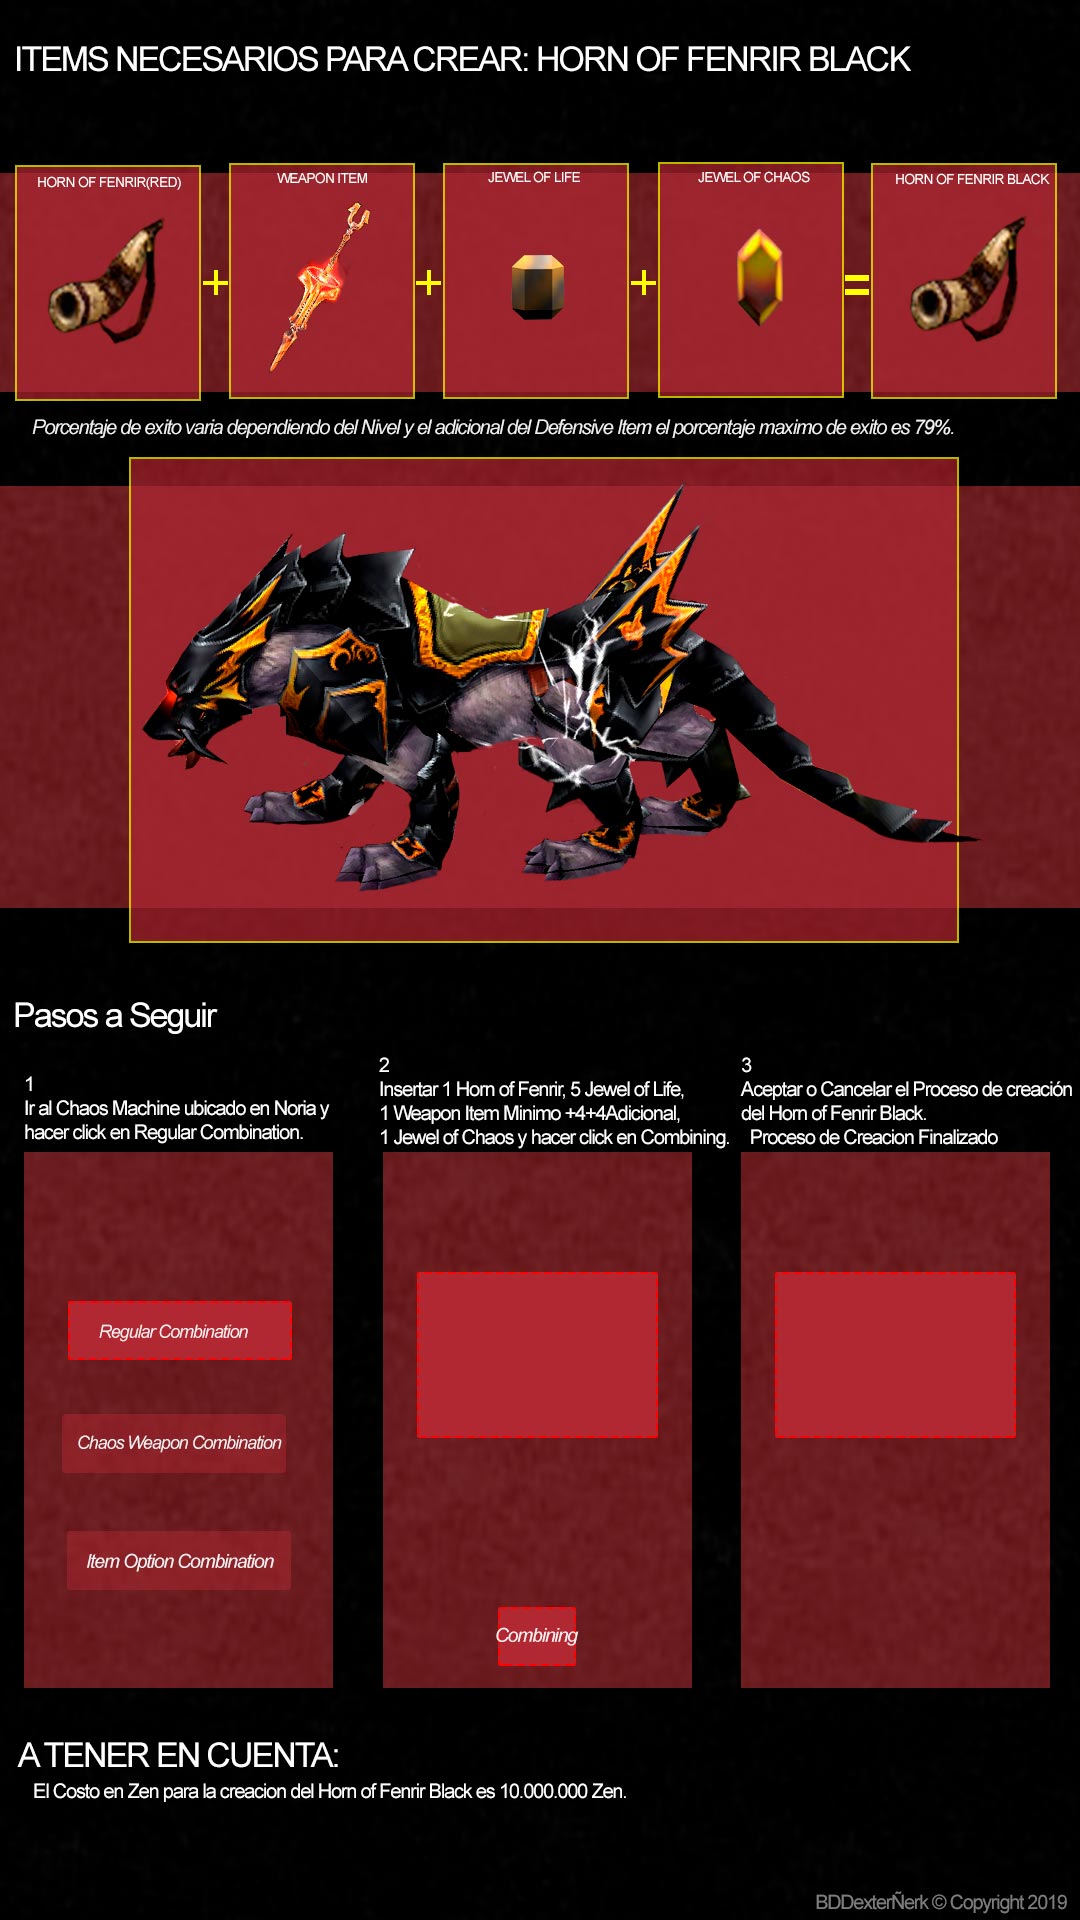 ITEMS NECESARIOS PARA CREAR: HORN OF FENRIR BLACK
HORN OF FENRIR(RED)
WEAPON ITEM
JEWEL OF LIFE
JEWEL OF CHAOS
HORN OF FENRIR BLACK
+
+
+
=
Porcentaje de exito varia dependiendo del Nivel y el adicional del Defensive Item el porcentaje maximo de exito es 79%.
Pasos a Seguir
1
Ir al Chaos Machine ubicado en Noria y
hacer click en Regular Combination.
Regular Combination
Chaos Weapon Combination
Item Option Combination
2
Insertar 1 Horn of Fenrir, 5 Jewel of Life,
1 Weapon Item Minimo +4+4Adicional,
1 Jewel of Chaos y hacer click en Combining.
Combining
3
Aceptar o Cancelar el Proceso de creación
del Horn of Fenrir Black.
Proceso de Creacion Finalizado
A TENER EN CUENTA:
El Costo en Zen para la creacion del Horn of Fenrir Black es 10.000.000 Zen.
BDDexterÑerk © Copyright 2019